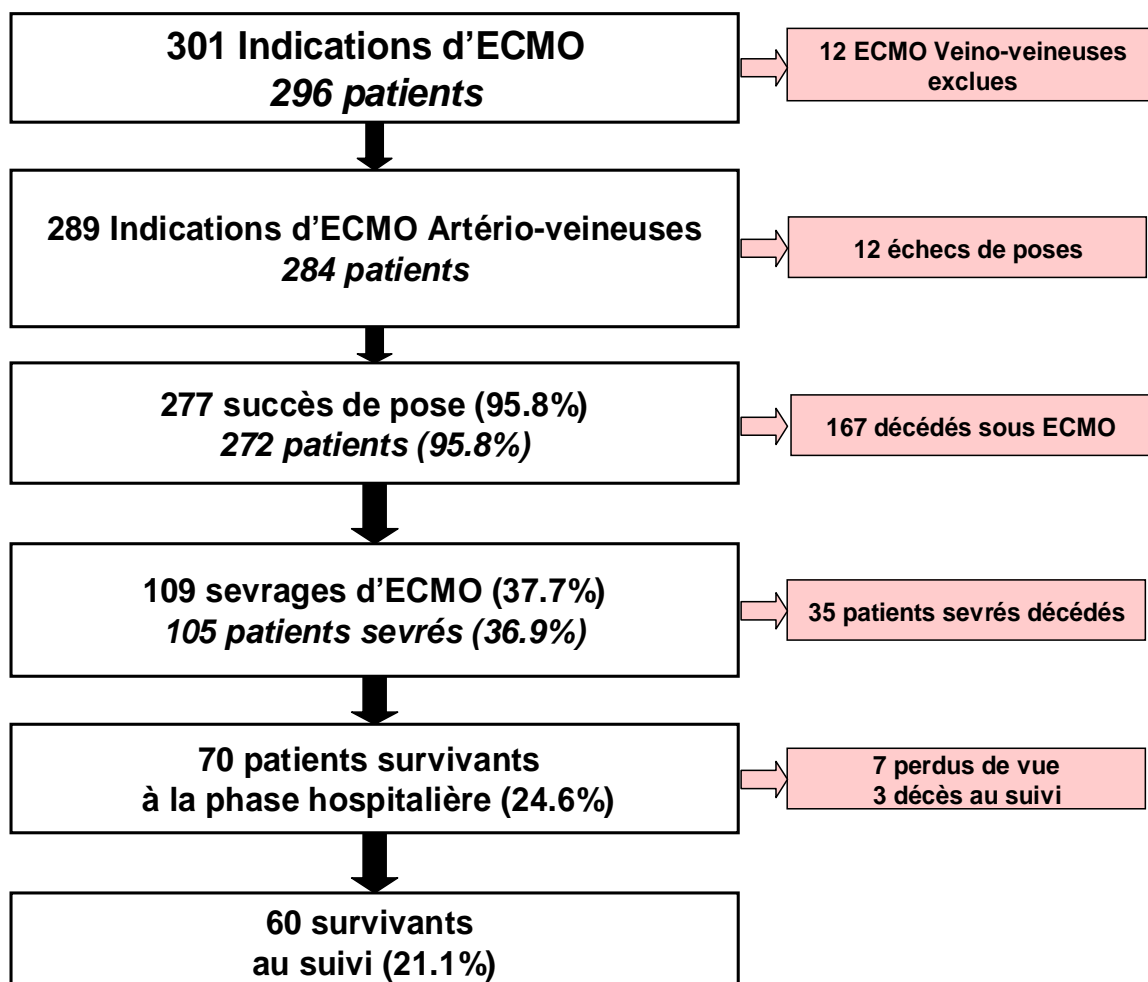 301 Indications d'ECMO
296 patients
12 ECMO Veino-veineuses
exclues
289 Indications d'ECMO Artério-veineuses
284 patients
12 échecs de poses
277 succès de pose (95.8%)
272 patients (95.8%)
167 décédés sous ECMO
109 sevrages d'ECMO (37.7%)
105 patients sevrés (36.9%)
35 patients sevrés décédés
70 patients survivants
à la phase hospitalière (24.6%)
7 perdus de vue
3 décès au suivi
60 survivants
au suivi (21.1%)